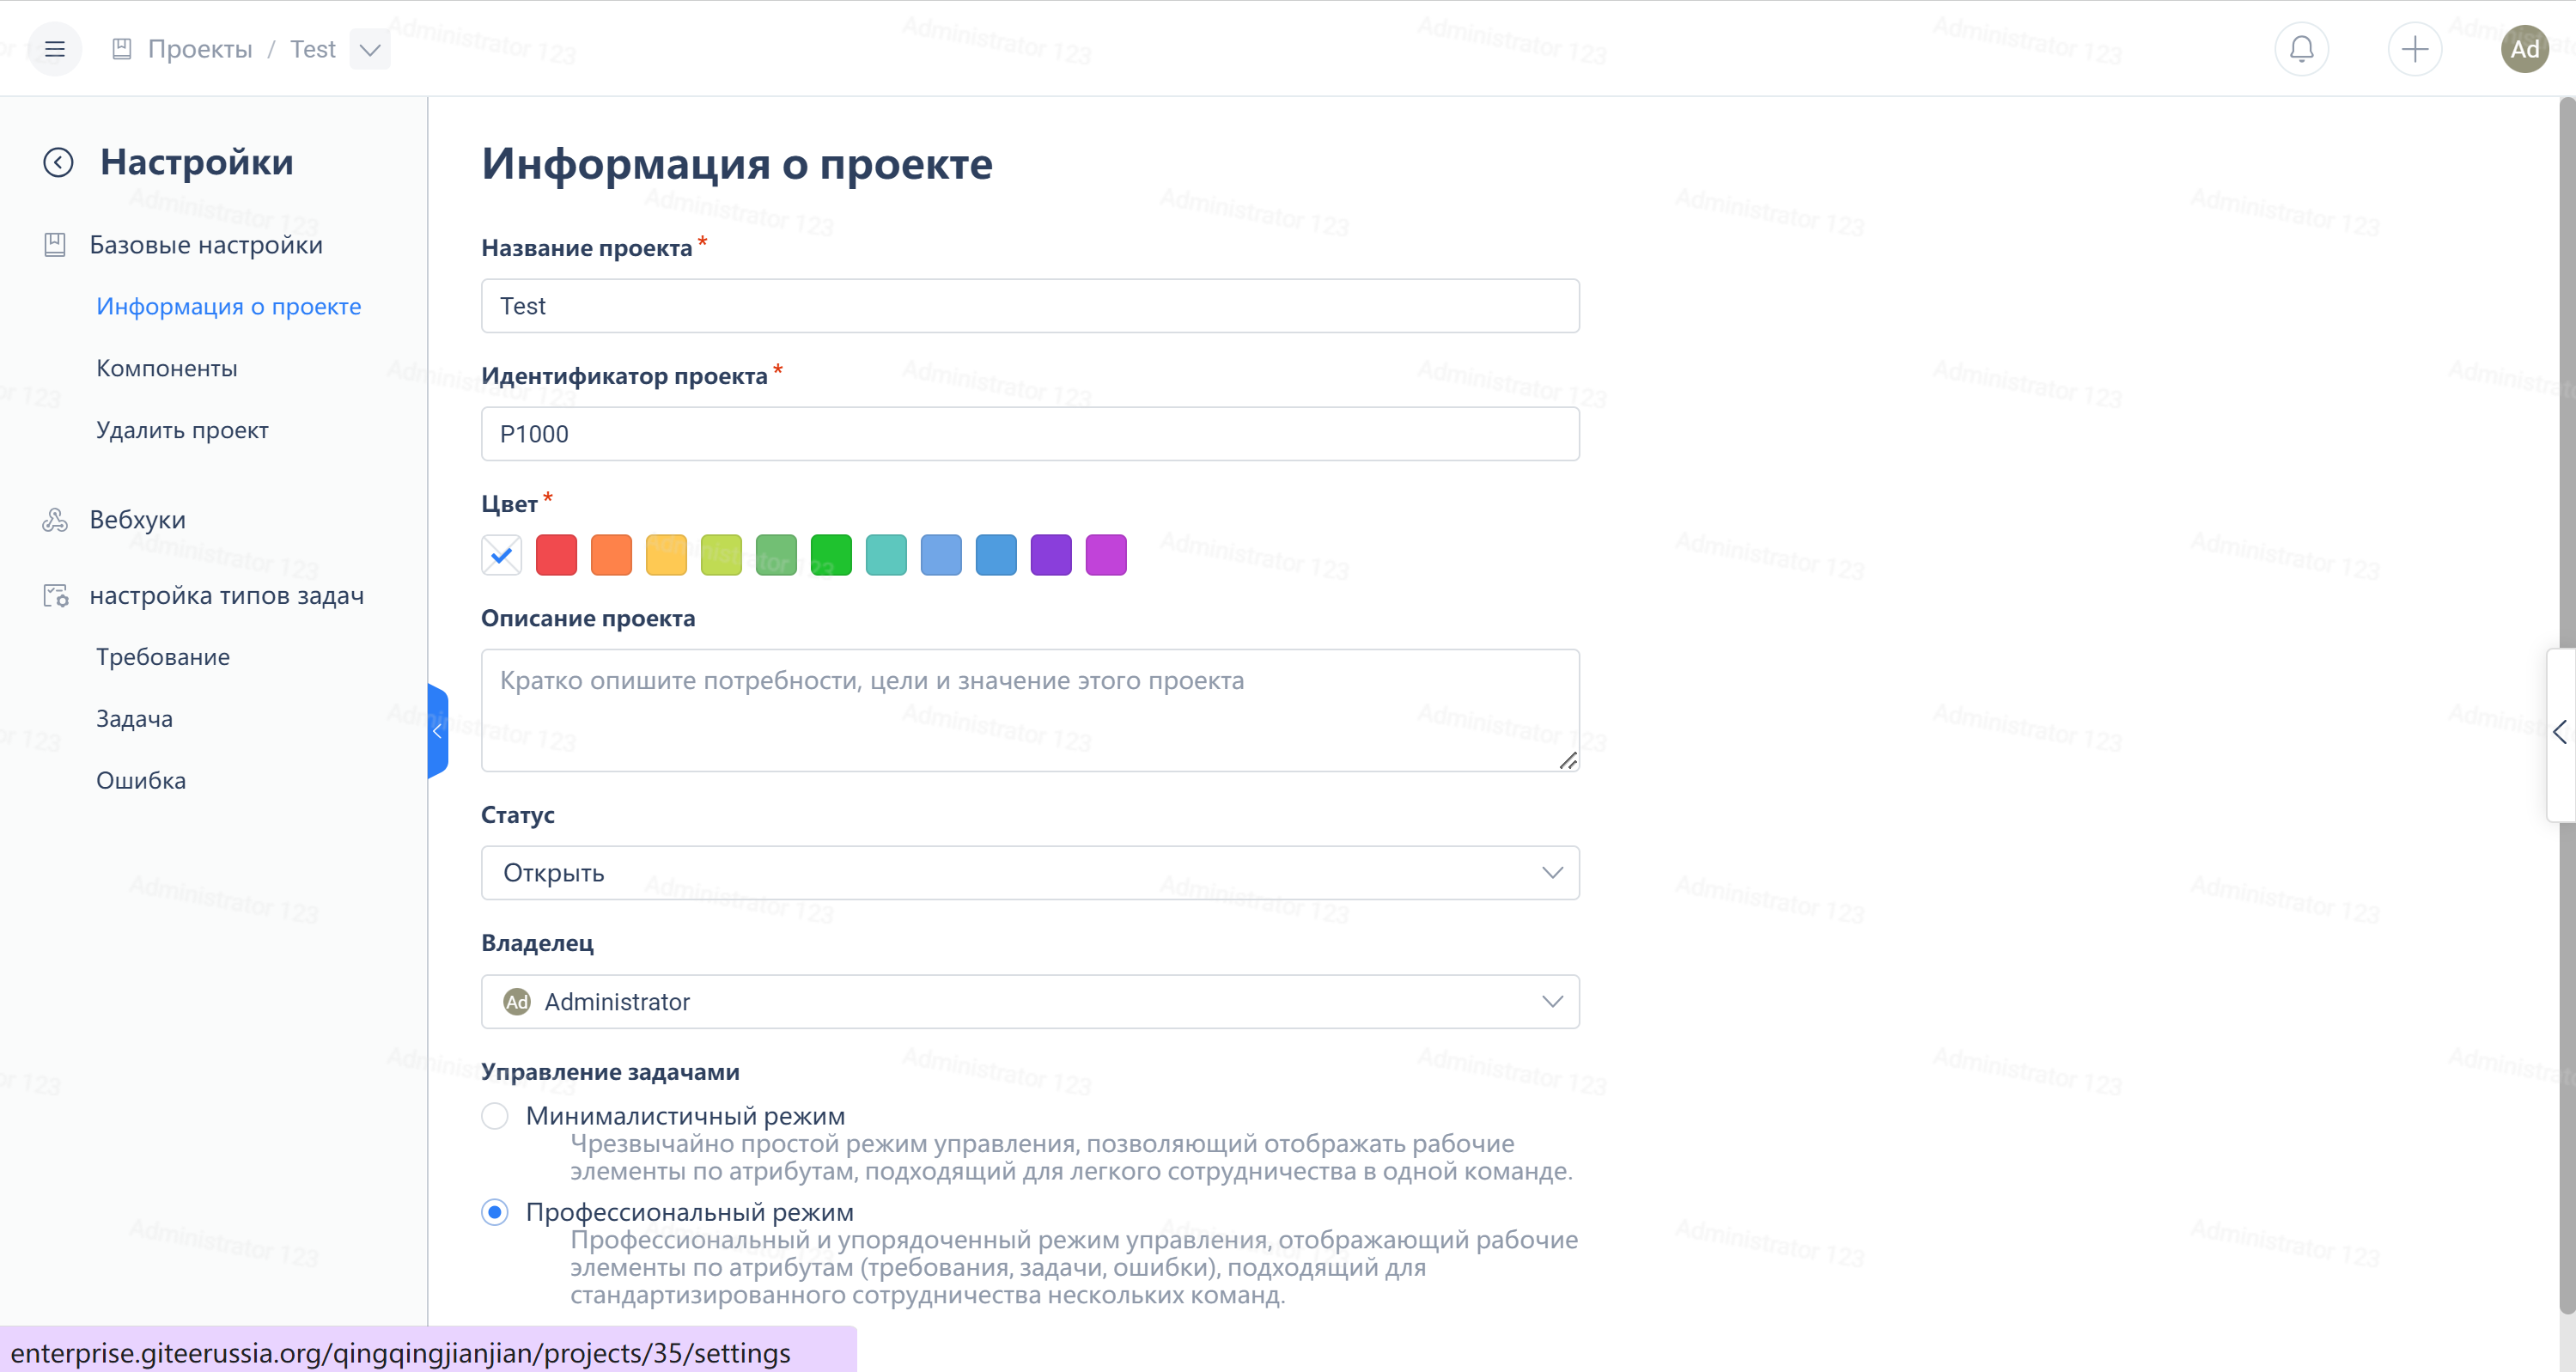 Проекты / Test
Ad
Настройки
Базовые настройки
Информация о проекте
Компоненты
Удалить проект
Вебхуки
настройка типов задач
Требование
Задача
Ошибка
Информация о проекте
Название проекта *
Test
Идентификатор проекта *
P1000
Цвет *
Описание проекта
Кратко опишите потребности, цели и значение этого проекта
Статус
Открыть
Владелец
Ad Administrator
Управление задачами
Минималистичный режим
Чрезвычайно простой режим управления, позволяющий отображать рабочие
элементы по атрибутам, подходящий для легкого сотрудничества в одной команде.
Профессиональный режим
Профессиональный и упорядоченный режим управления, отображающий рабочие
элементы по атрибутам (требования, задачи, ошибки), подходящий для
стандартизированного сотрудничества нескольких команд.
enterprise.giteerussia.org/qingqingjianjian/projects/35/settings
Administrator 123